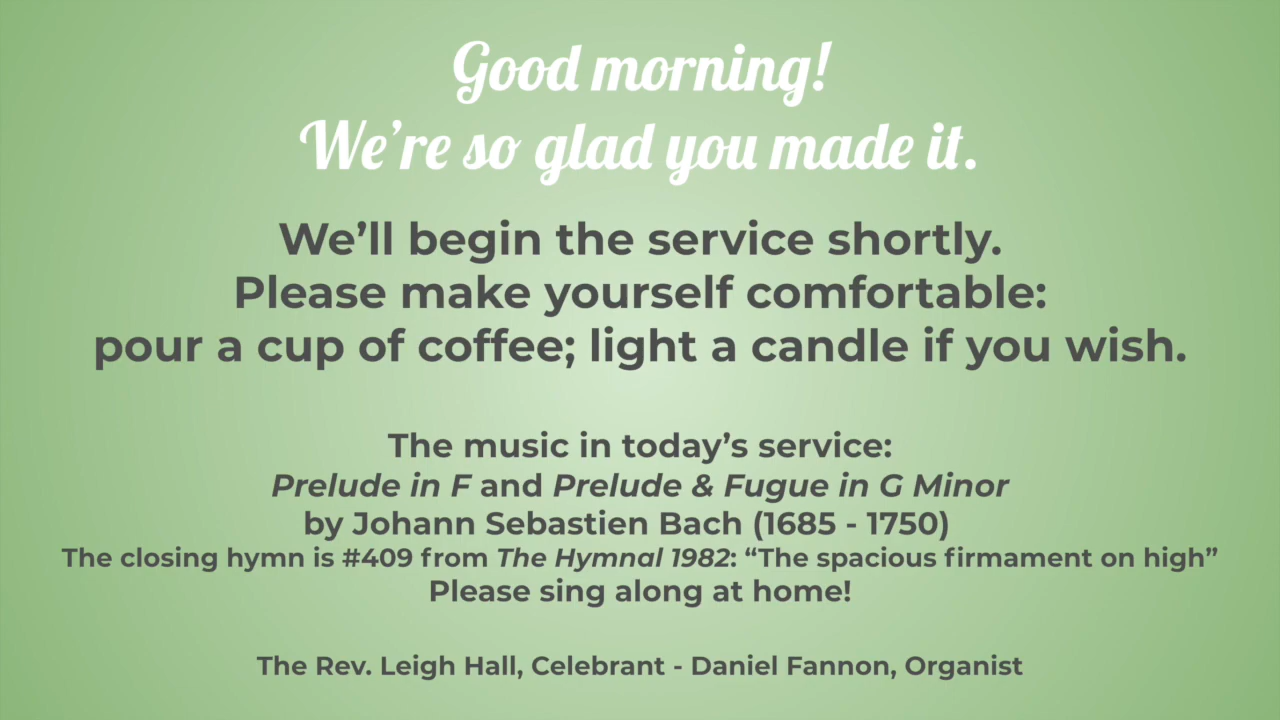 Good morning!
We’re so glad you made it.
We’ll begin the service shortly.
Please make yourself comfortable:
pour a cup of coffee; light a candle if you wish.
The music in today’s service:
Prelude in F and Prelude & Fugue in G Minor
by Johann Sebastien Bach (1685 - 1750)
The closing hymn is #409 from The Hymnal 1982: “The spacious firmament on high”
Please sing along at home!
The Rev. Leigh Hall, Celebrant - Daniel Fannon, Organist